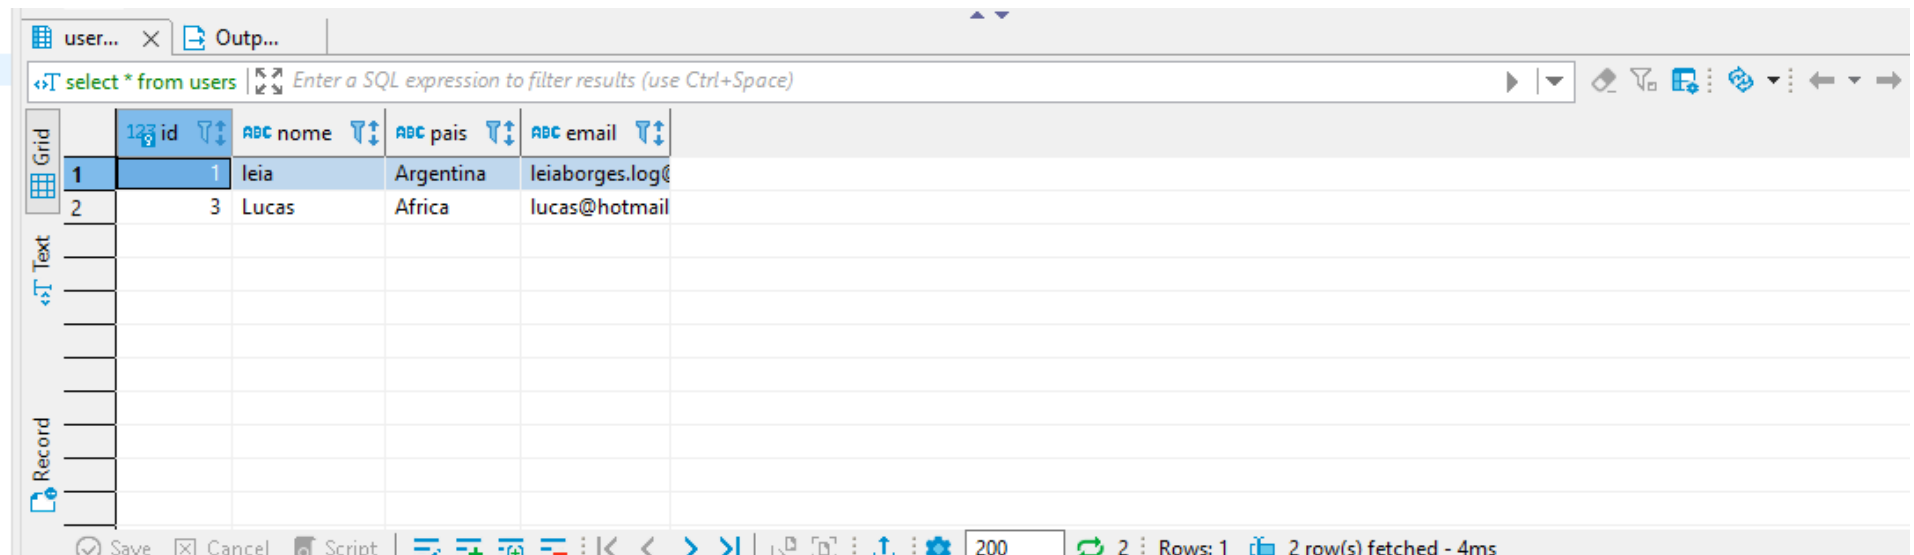 user... Outp...
select * from users Enter a SQL expression to filter results (use Ctrl+Space)
Grid
Text
Record
123 id ABC nome ABC pais ABC email
1 1 leia Argentina leiaborges.log@
2 3 Lucas Africa lucas@hotmail
Save Cancel Script 200 2 Rows: 1 2 row(s) fetched - 4ms